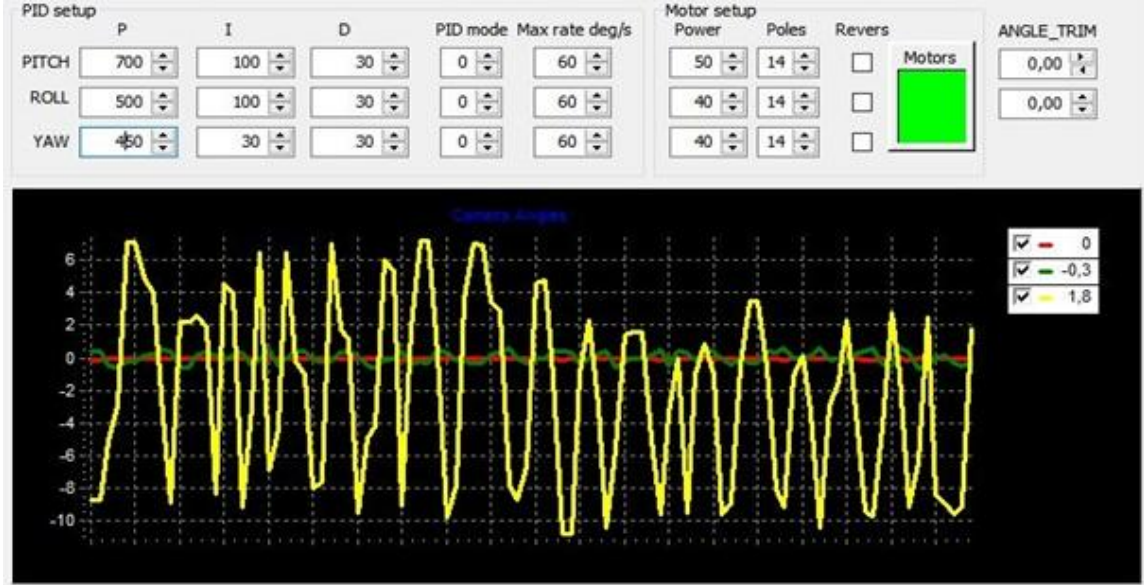 PID setup
P I D PID mode Max rate deg/s
PITCH 700 100 30 0 60
ROLL 500 100 30 0 60
YAW 450 30 30 0 60
Motor setup
Power Poles Revers
50 14
40 14
40 14
Motors
ANGLE_TRIM
0,00
0,00
Camera Angles
6
4
2
0
-2
-4
-6
-8
-10
0
-0,3
1,8